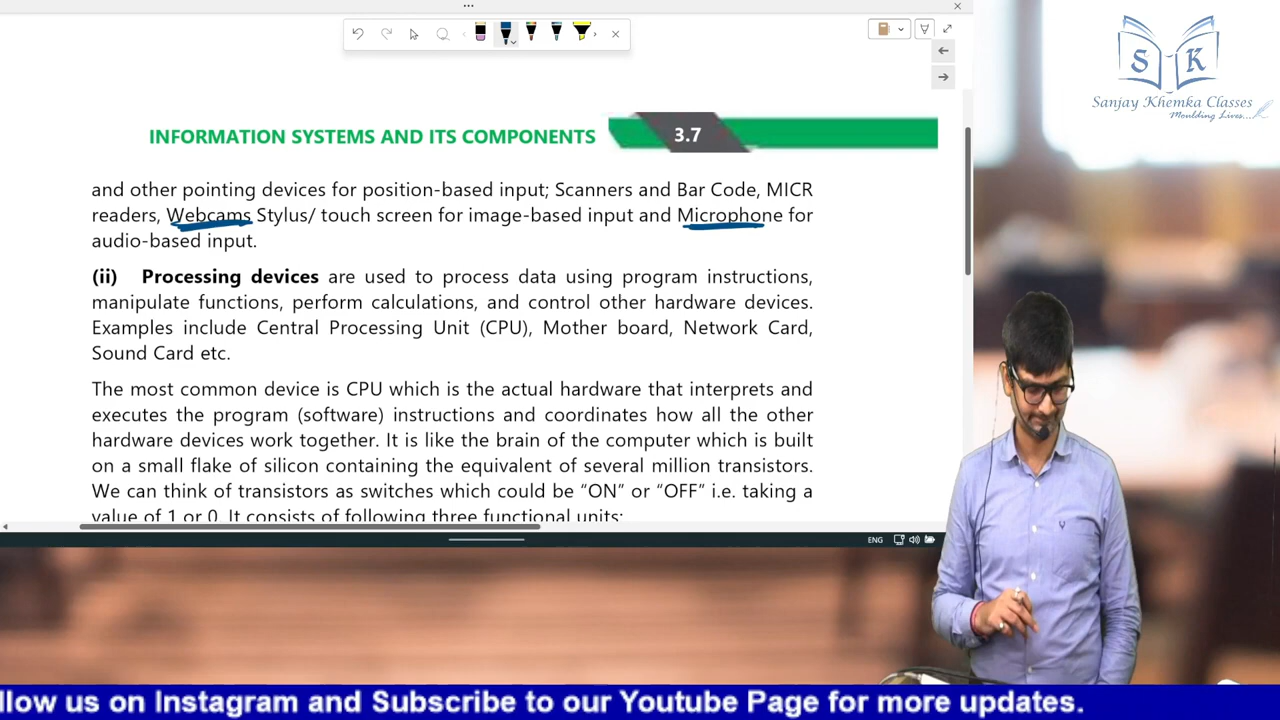 S K
Sanjay Khemka Classes
Moulding Lives....
INFORMATION SYSTEMS AND ITS COMPONENTS 3.7
and other pointing devices for position-based input; Scanners and Bar Code, MICR
readers, Webcams Stylus/ touch screen for image-based input and Microphone for
audio-based input.
(ii) Processing devices are used to process data using program instructions,
manipulate functions, perform calculations, and control other hardware devices.
Examples include Central Processing Unit (CPU), Mother board, Network Card,
Sound Card etc.
The most common device is CPU which is the actual hardware that interprets and
executes the program (software) instructions and coordinates how all the other
hardware devices work together. It is like the brain of the computer which is built
on a small flake of silicon containing the equivalent of several million transistors.
We can think of transistors as switches which could be “ON” or “OFF” i.e. taking a
value of 1 or 0. It consists of following three functional units:
ENG
llow us on Instagram and Subscribe to our Youtube Page for more updates.